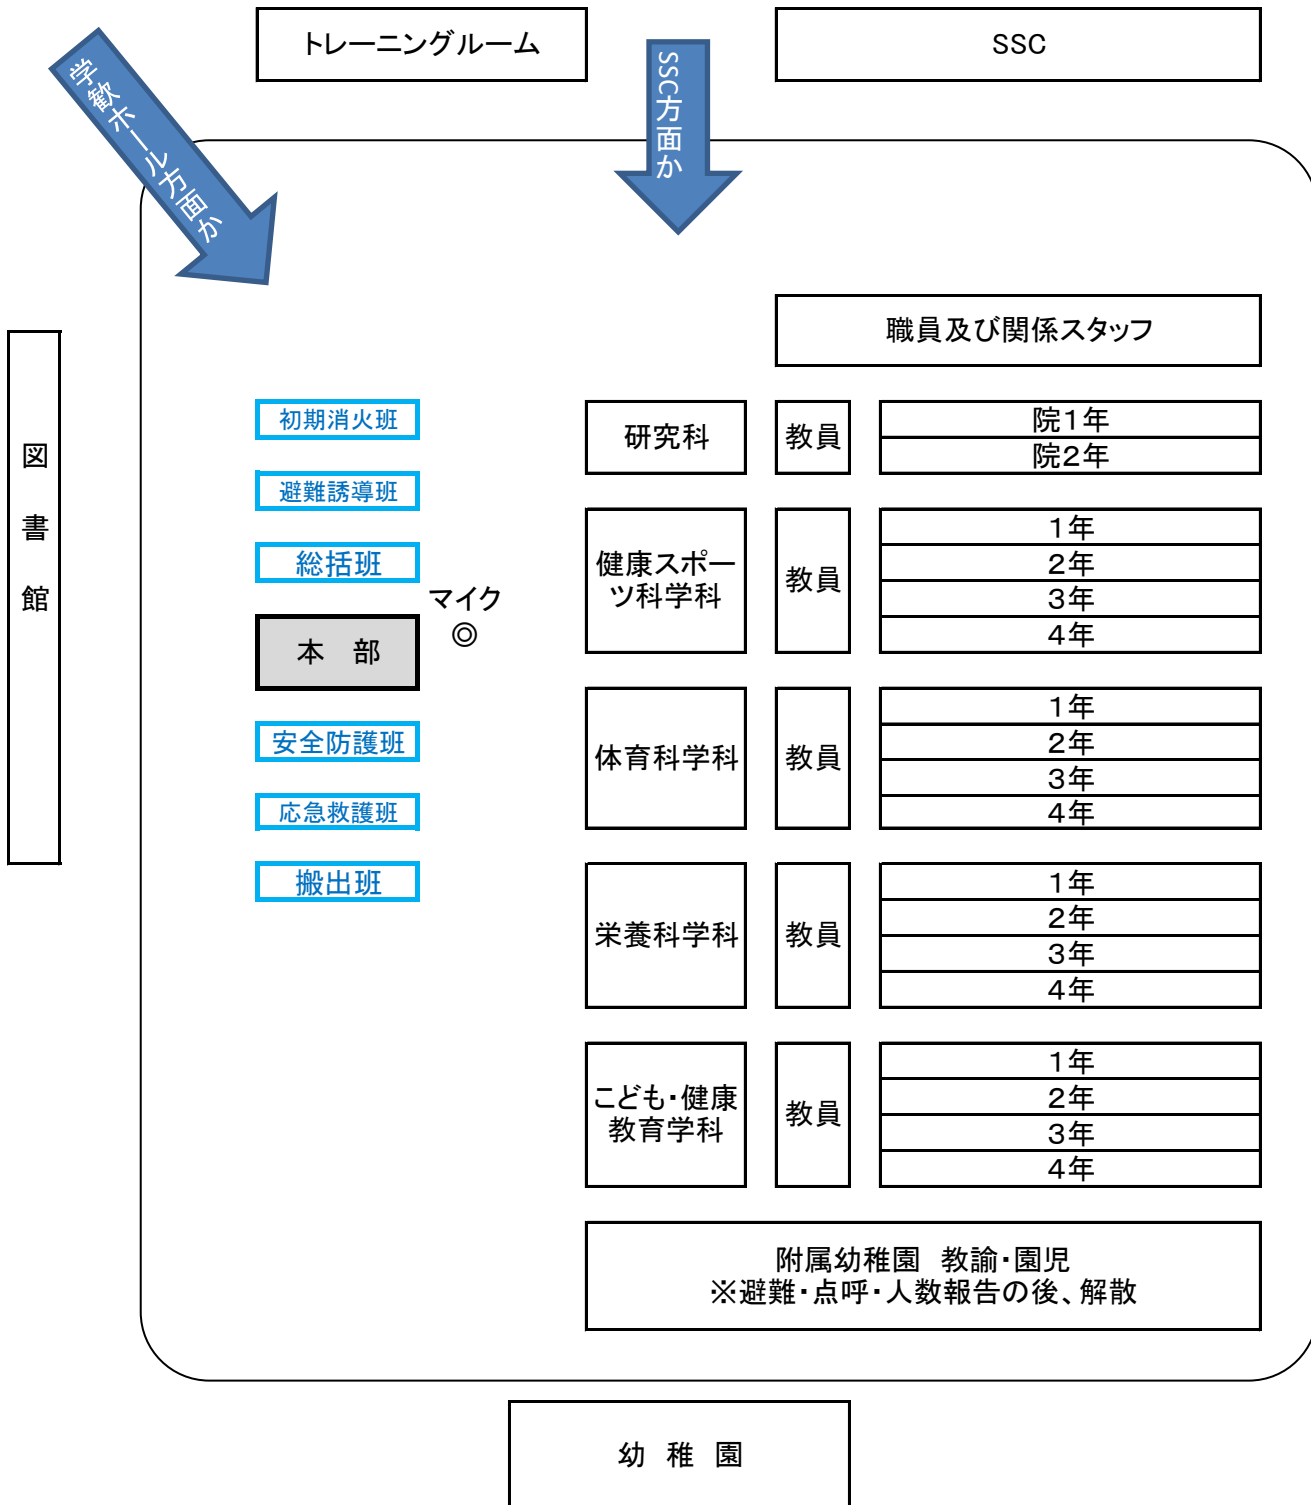 トレーニングルーム
SSC
学歓ホール方面か
SSC方面か
職員及び関係スタッフ
図書館
初期消火班
避難誘導班
総括班
マイク
◎
本　部
安全防護班
応急救護班
搬出班
研究科
教員
院１年
院２年
健康スポー
ツ科学科
教員
１年
２年
３年
４年
体育科学科
教員
１年
２年
３年
４年
栄養科学科
教員
１年
２年
３年
４年
こども・健康
教育学科
教員
１年
２年
３年
４年
附属幼稚園　教諭・園児
※避難・点呼・人数報告の後、解散
幼　稚　園